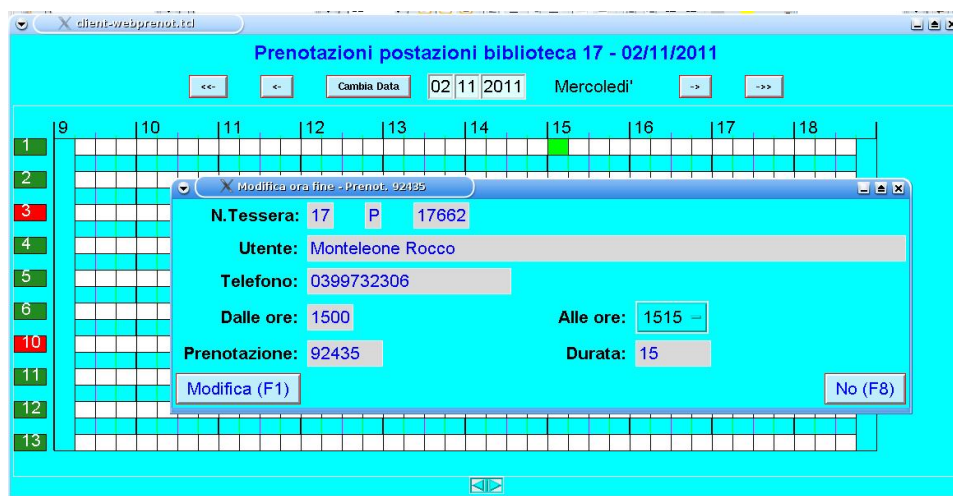 client-webprenot.tcl
Prenotazioni postazioni biblioteca 17 - 02/11/2011
<<- <- Cambia Data 02 11 2011 Mercoledi' -> ->>
9 10 11 12 13 14 15 16 17 18
1
2
Modifica ora fine - Prenot. 92435
3
N.Tessera: 17 P 17662
4
Utente: Monteleone Rocco
5
Telefono: 0399732306
6
Dalle ore: 1500 Alle ore: 1515
10
Prenotazione: 92435 Durata: 15
11
Modifica (F1) No (F8)
12
13